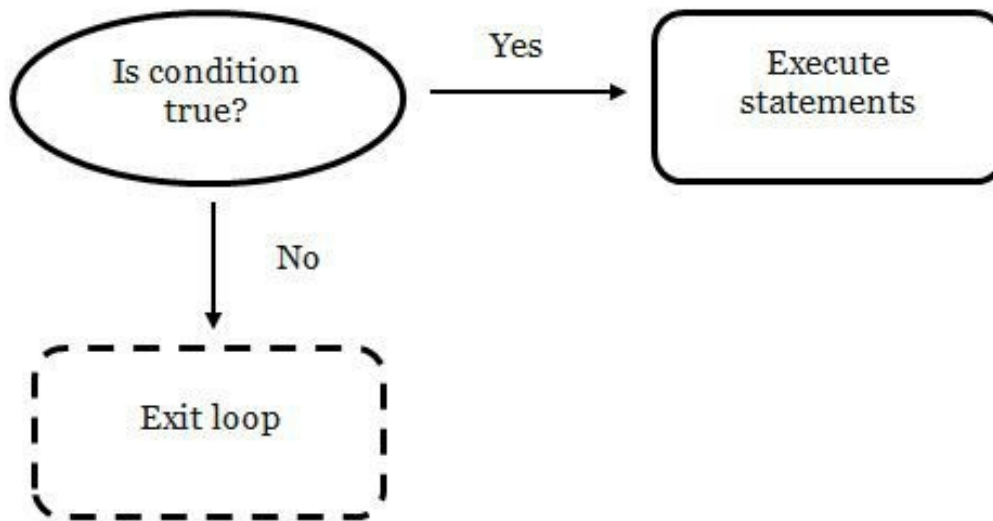 Is condition
true?
Yes
Execute
statements
No
Exit loop